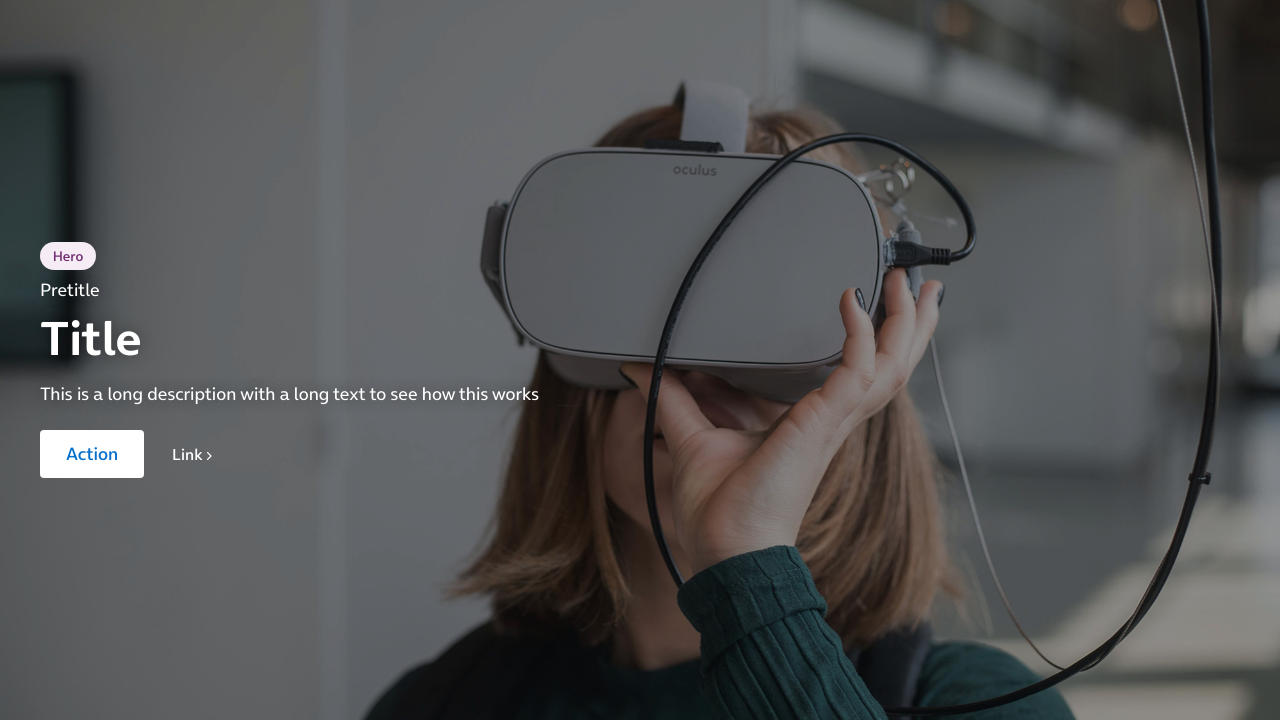 oculus
Hero
Pretitle
Title
This is a long description with a long text to see how this works
Action
Link